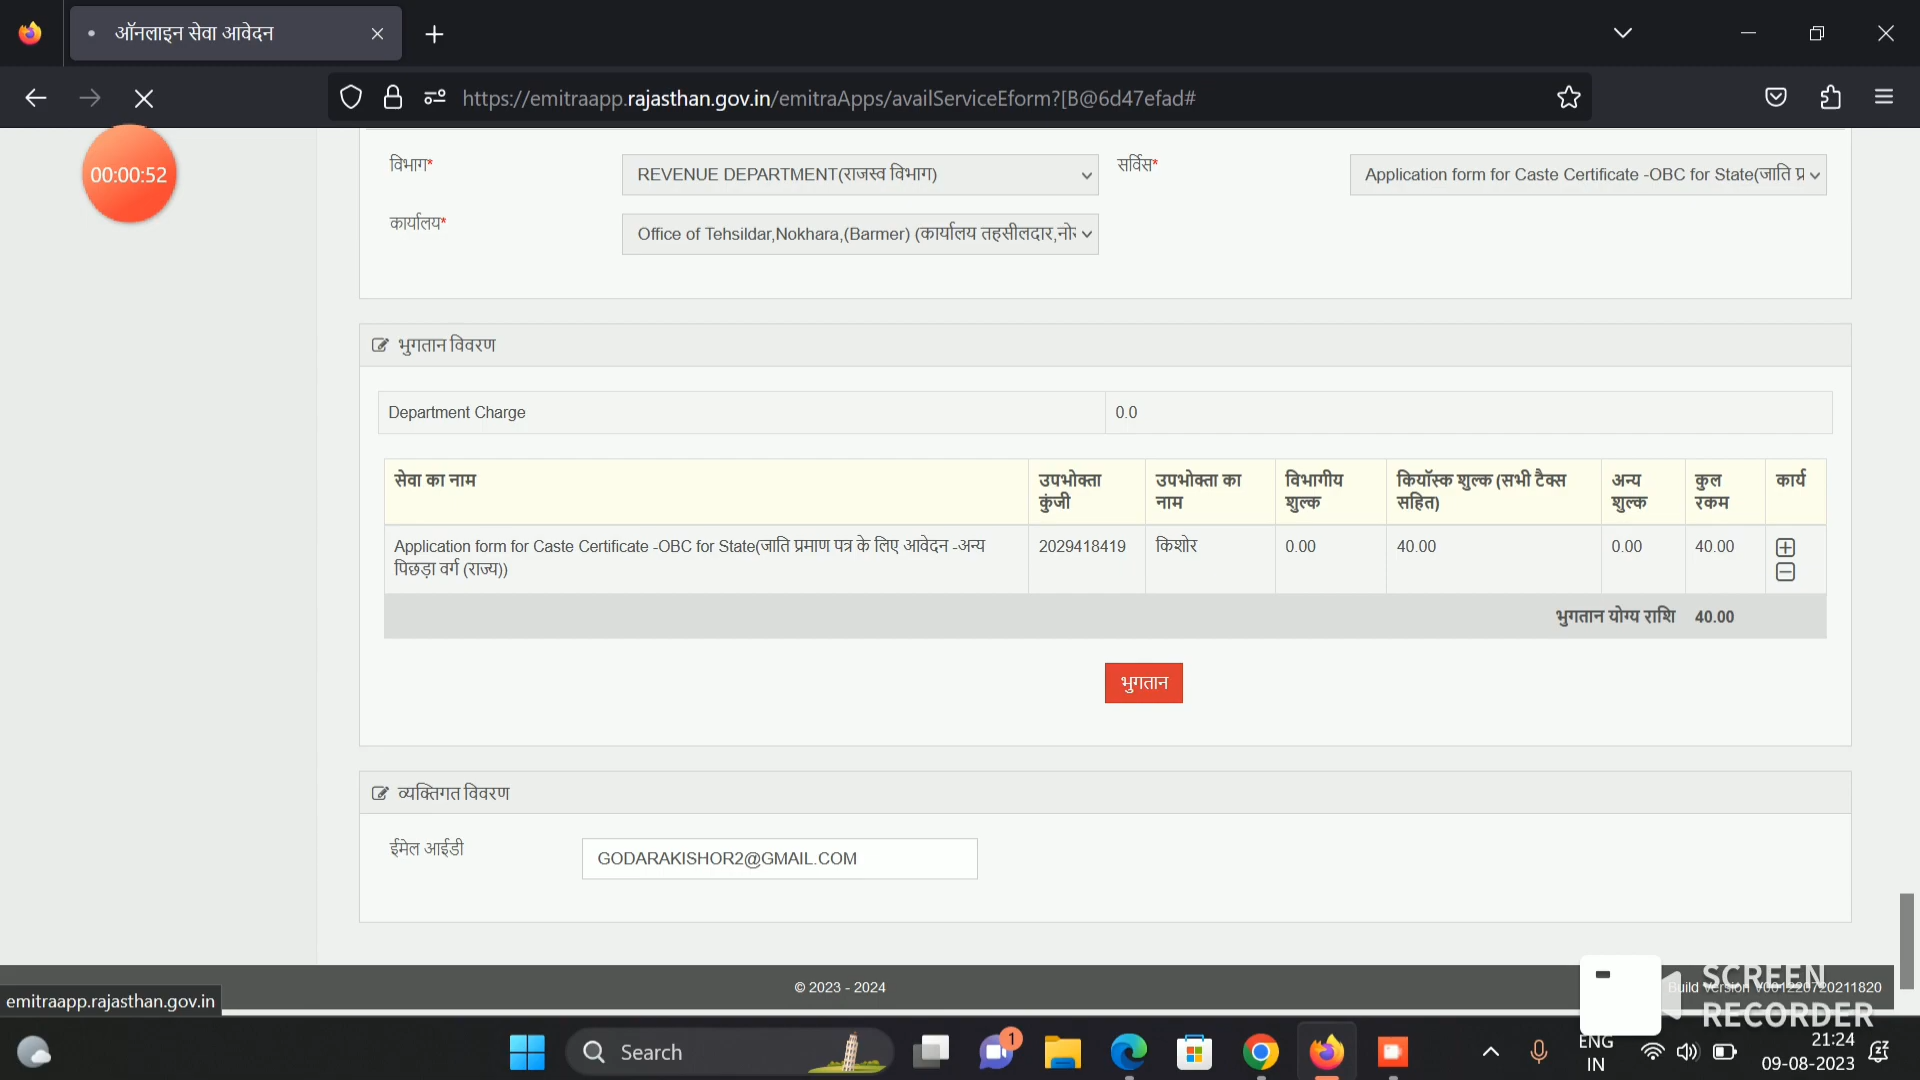 ऑनलाइन सेवा आवेदन
https://emitraapp.rajasthan.gov.in/emitraApps/availServiceEform?[B@6d47efad#
00:00:52
विभाग* REVENUE DEPARTMENT(राजस्व विभाग) सर्विस* Application form for Caste Certificate -OBC for State(जाति प्र
कार्यालय* Office of Tehsildar,Nokhara,(Barmer) (कार्यालय तहसीलदार,नोख
भुगतान विवरण
Department Charge 0.0
सेवा का नाम
उपभोक्ता
कुंजी
उपभोक्ता का
नाम
विभागीय
शुल्क
कियॉस्क शुल्क (सभी टैक्स
सहित)
अन्य
शुल्क
कुल
रकम
कार्य
Application form for Caste Certificate -OBC for State(जाति प्रमाण पत्र के लिए आवेदन -अन्य
पिछड़ा वर्ग (राज्य))
2029418419 किशोर 0.00 40.00 0.00 40.00
भुगतान योग्य राशि 40.00
भुगतान
व्यक्तिगत विवरण
ईमेल आईडी GODARAKISHOR2@GMAIL.COM
© 2023 - 2024
emitraapp.rajasthan.gov.in
SCREEN
RECORDER
Search
1
ENG
IN
21:24
09-08-2023